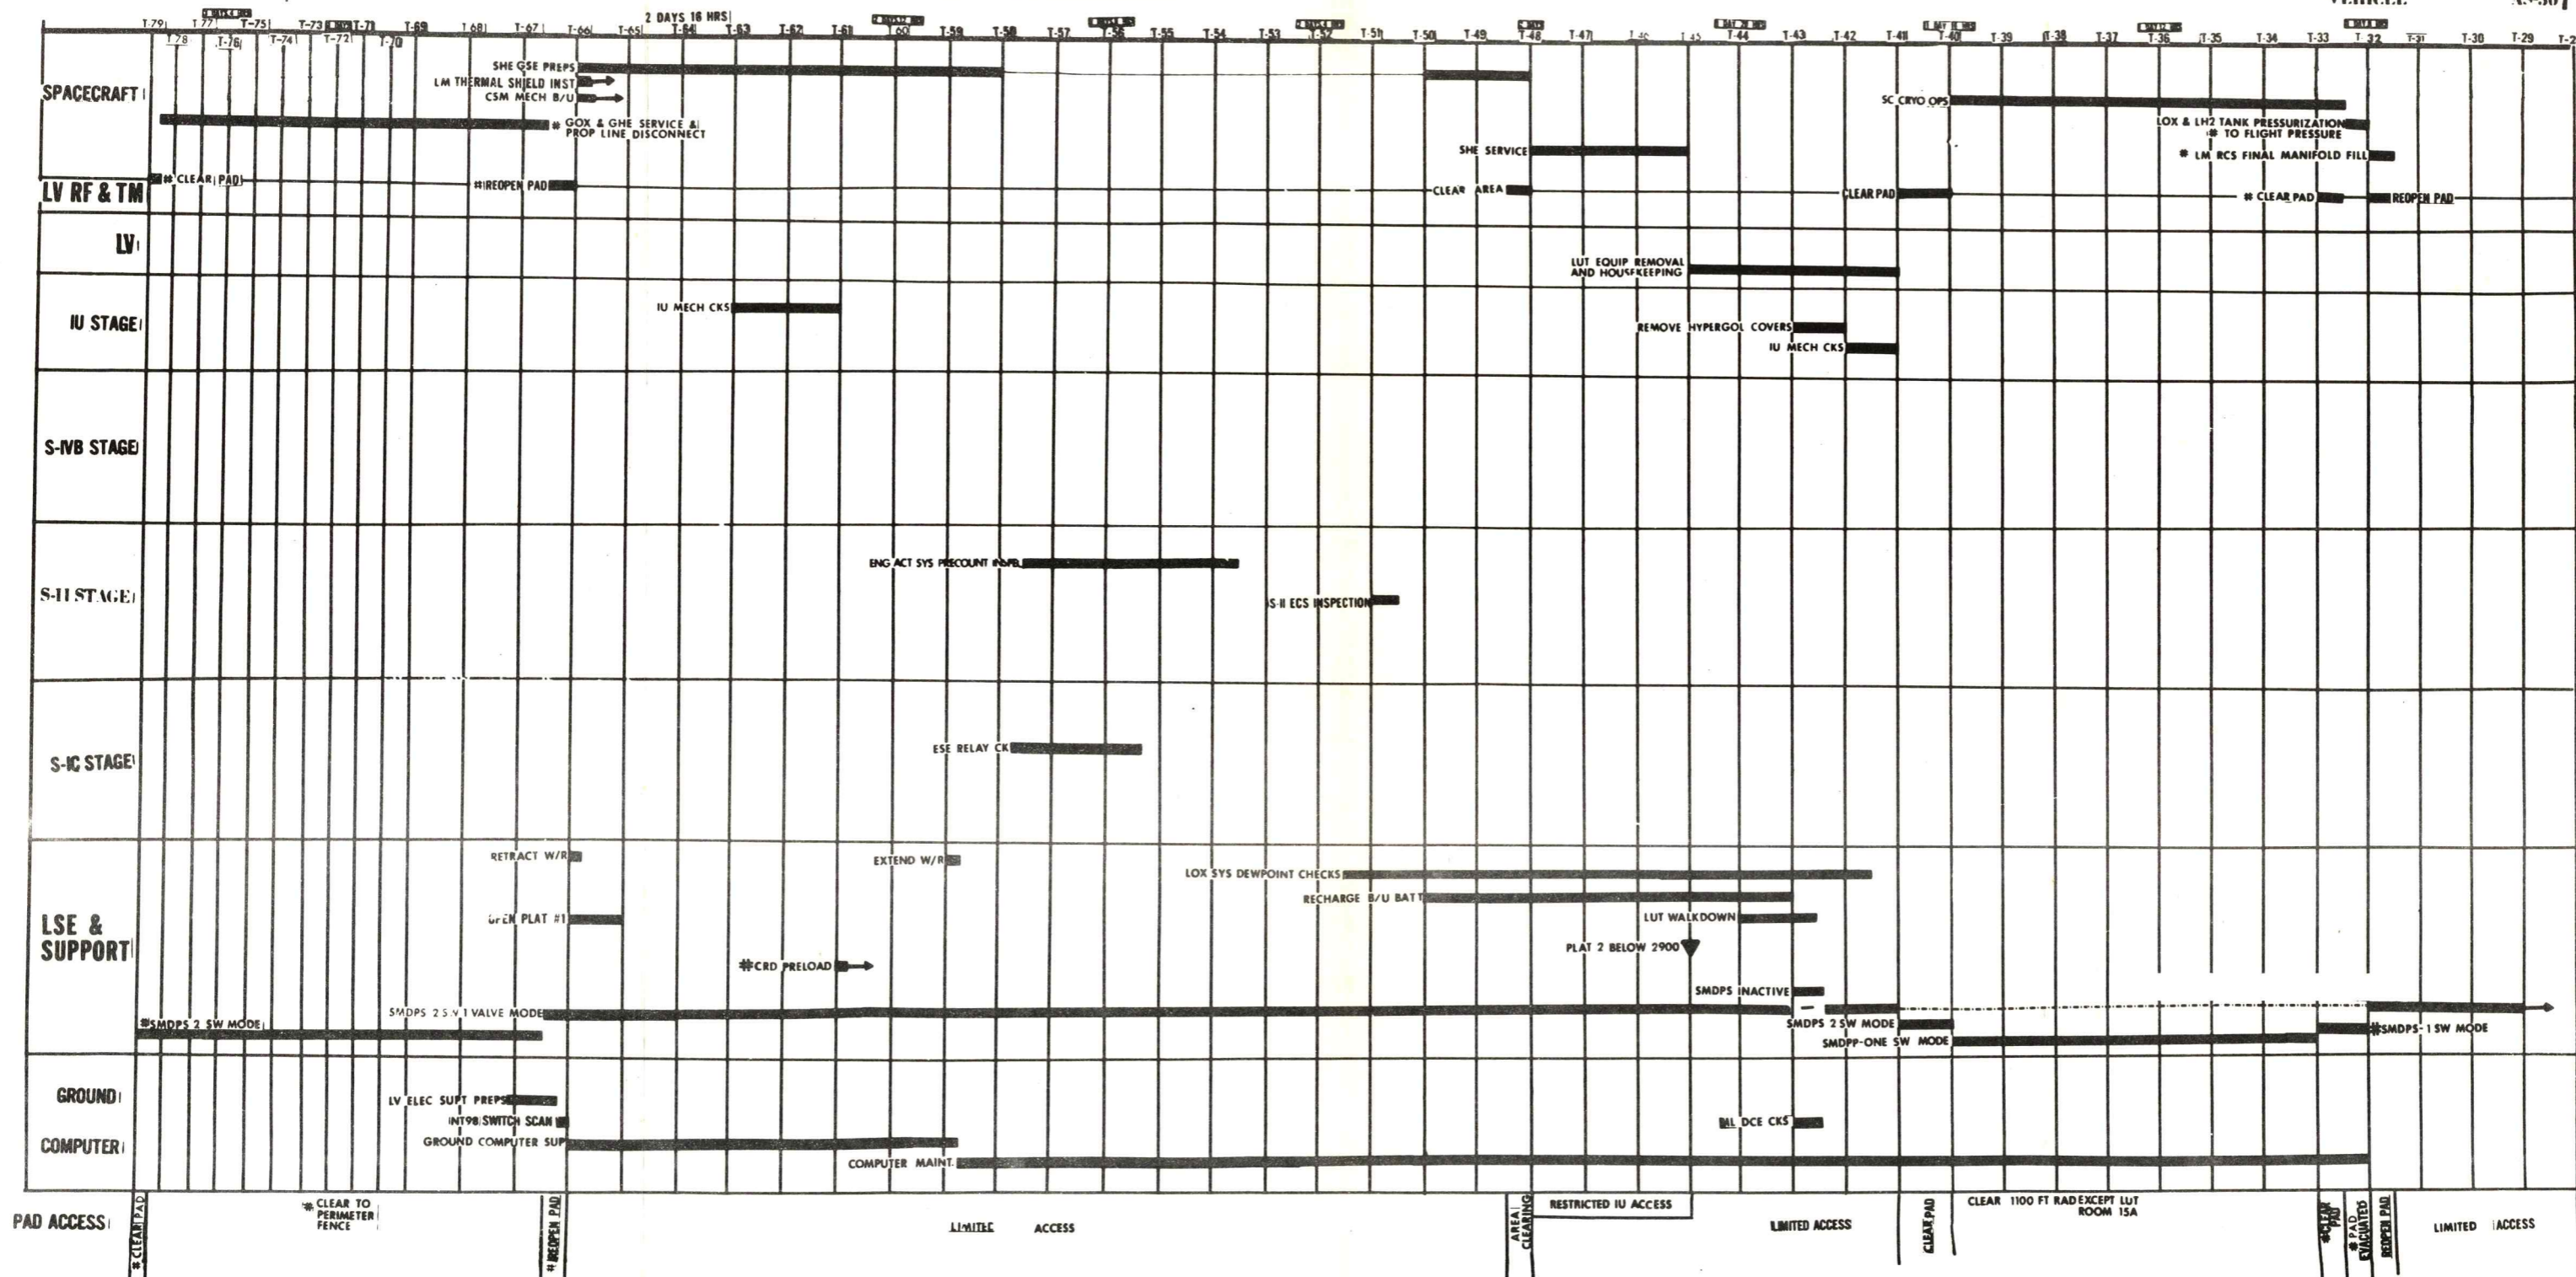 2 DAYS 16 HRS
T-79 T-77 T-75 T-73 T-71 T-69 T-68 T-67 T-66 T-65 T-64 T-63 T-62 T-61 T-60 T-59 T-58 T-57 T-56 T-55 T-54 T-53 T-52 T-51 T-50 T-49 T-48 T-47 T-46 T-45 T-44 T-43 T-42 T-41 T-40 T-39 T-38 T-37 T-36 T-35 T-34 T-33 T-32 T-31 T-30 T-29
T-78 T-76 T-74 T-72 T-70
SPACECRAFT
SHE GSE PREPS
LM THERMAL SHIELD INST
CSM MECH B/U
# GOX & GHE SERVICE &
PROP LINE DISCONNECT
SHE SERVICE
SC CRYO OPS
LOX & LH2 TANK PRESSURIZATION
# TO FLIGHT PRESSURE
# LM RCS FINAL MANIFOLD FILL
LV RF & TM
# CLEAR PAD
# REOPEN PAD
CLEAR AREA
CLEAR PAD
# CLEAR PAD
REOPEN PAD
LV
LUT EQUIP REMOVAL
AND HOUSEKEEPING
IU STAGE
IU MECH CKS
REMOVE HYPERGOL COVERS
IU MECH CKS
S-IVB STAGE
S-II STAGE
ENG ACT SYS PRECOUNT
S-II ECS INSPECTION
S-IC STAGE
ESE RELAY CK
LSE &
SUPPORT
RETRACT W/R
EXTEND W/R
LOX SYS DEWPOINT CHECKS
RECHARGE B/U BATT
OPEN PLAT #1
LUT WALKDOWN
PLAT 2 BELOW 2900
# CRD PRELOAD
SMDPS INACTIVE
SMDPS 2 S.V 1 VALVE MODE
# SMDPS 2 SW MODE
SMDPS 2 SW MODE
# SMDPS-1 SW MODE
SMDPP-ONE SW MODE
GROUND
COMPUTER
LV ELEC SUPT PREPS
INT98 SWITCH SCAN
DCE CKS
GROUND COMPUTER SUP
COMPUTER MAINT.
PAD ACCESS
# CLEAR PAD
# CLEAR TO
PERIMETER
FENCE
# REOPEN PAD
LIMITED ACCESS
AREA
CLEARING
RESTRICTED IU ACCESS
LIMITED ACCESS
CLEAR PAD
CLEAR 1100 FT RAD EXCEPT LUT
ROOM 15A
# CLEAR
PAD
# PAD
EVACUATED
REOPEN PAD
LIMITED ACCESS